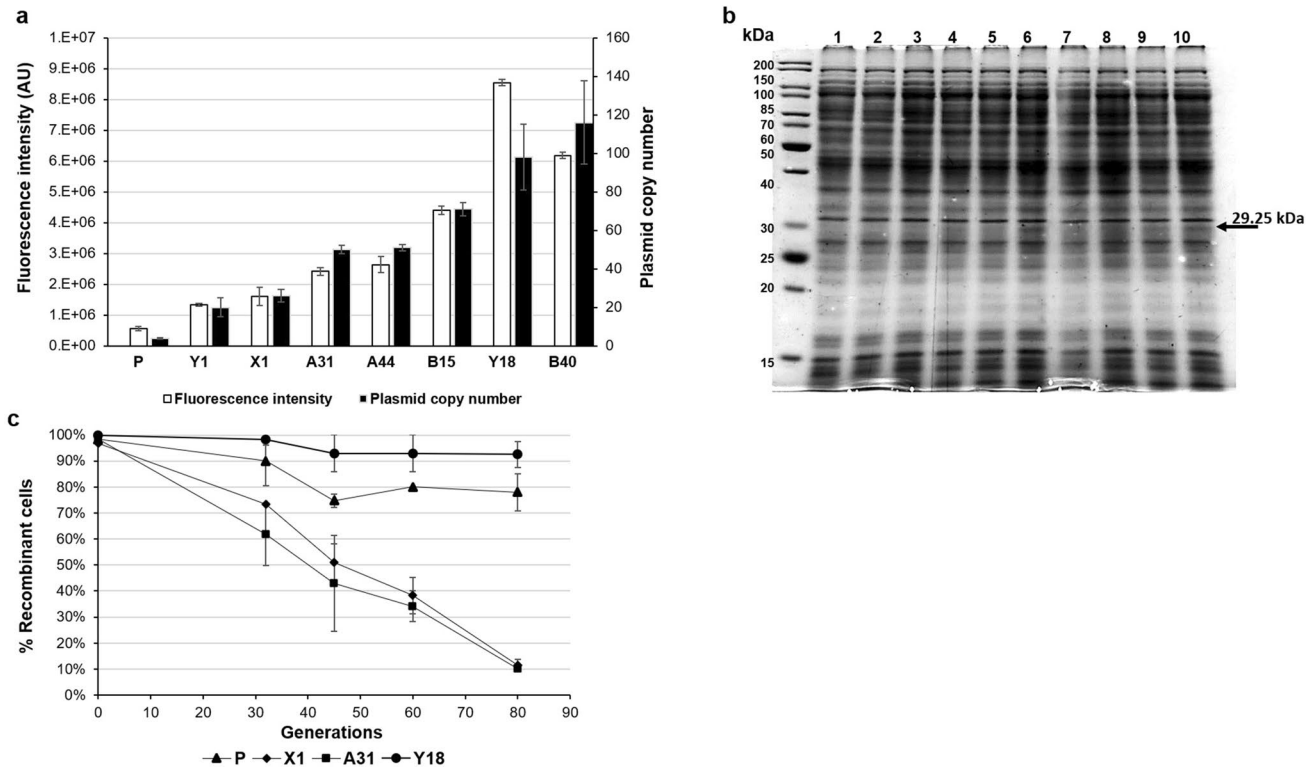 a
Fluorescence intensity (AU)
1.E+07
9.E+06
8.E+06
7.E+06
6.E+06
5.E+06
4.E+06
3.E+06
2.E+06
1.E+06
0.E+00
160
140
120
100
80
60
40
20
0
Plasmid copy number
P Y1 X1 A31 A44 B15 Y18 B40
Fluorescence intensity Plasmid copy number
b
kDa 1 2 3 4 5 6 7 8 9 10
200
150
100
85
70
60
50
40
30
25
20
15
29.25 kDa
c
% Recombinant cells
100%
90%
80%
70%
60%
50%
40%
30%
20%
10%
0%
0 10 20 30 40 50 60 70 80 90
Generations
P X1 A31 Y18